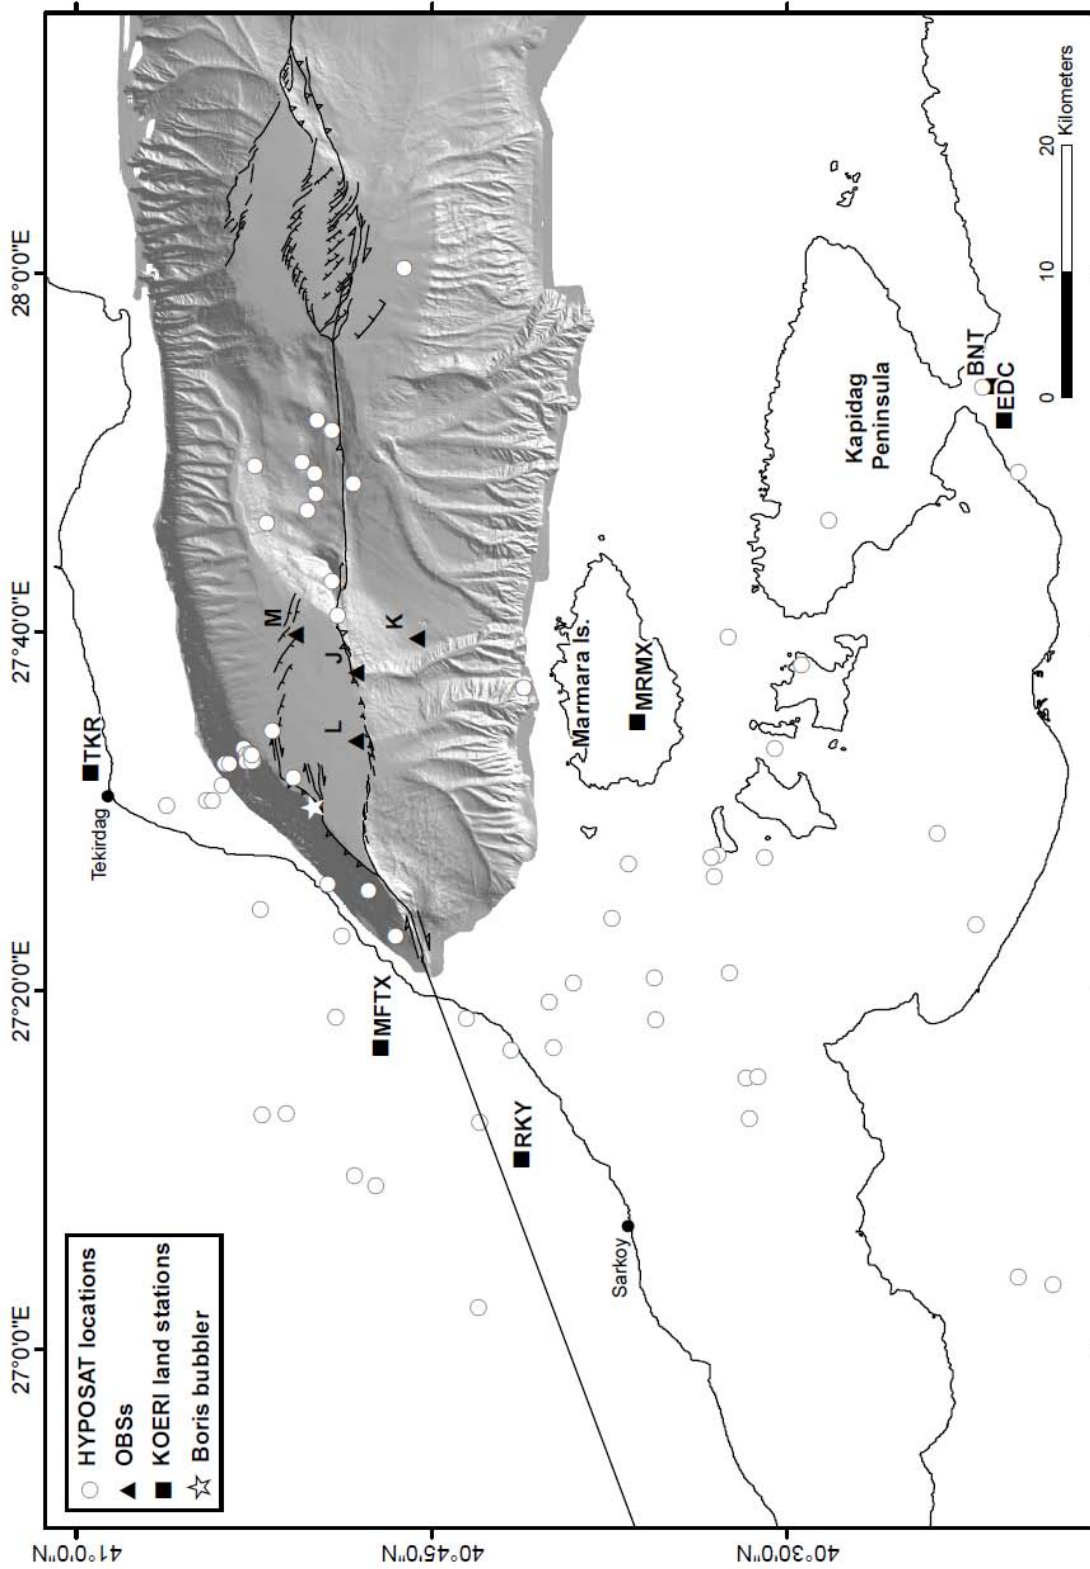 HYPOSAT locations
OBSs
KOERI land stations
Boris bubbler
27°0'0"E
27°20'0"E
27°40'0"E
28°0'0"E
41°0'0"N
40°45'0"N
40°30'0"N
TKR
Tekirdag
MFTX
RKY
Sarkoy
M
L
J
K
Marmara Is.
MRMX
Kapidag
Peninsula
BNT
EDC
0 10 20
Kilometers